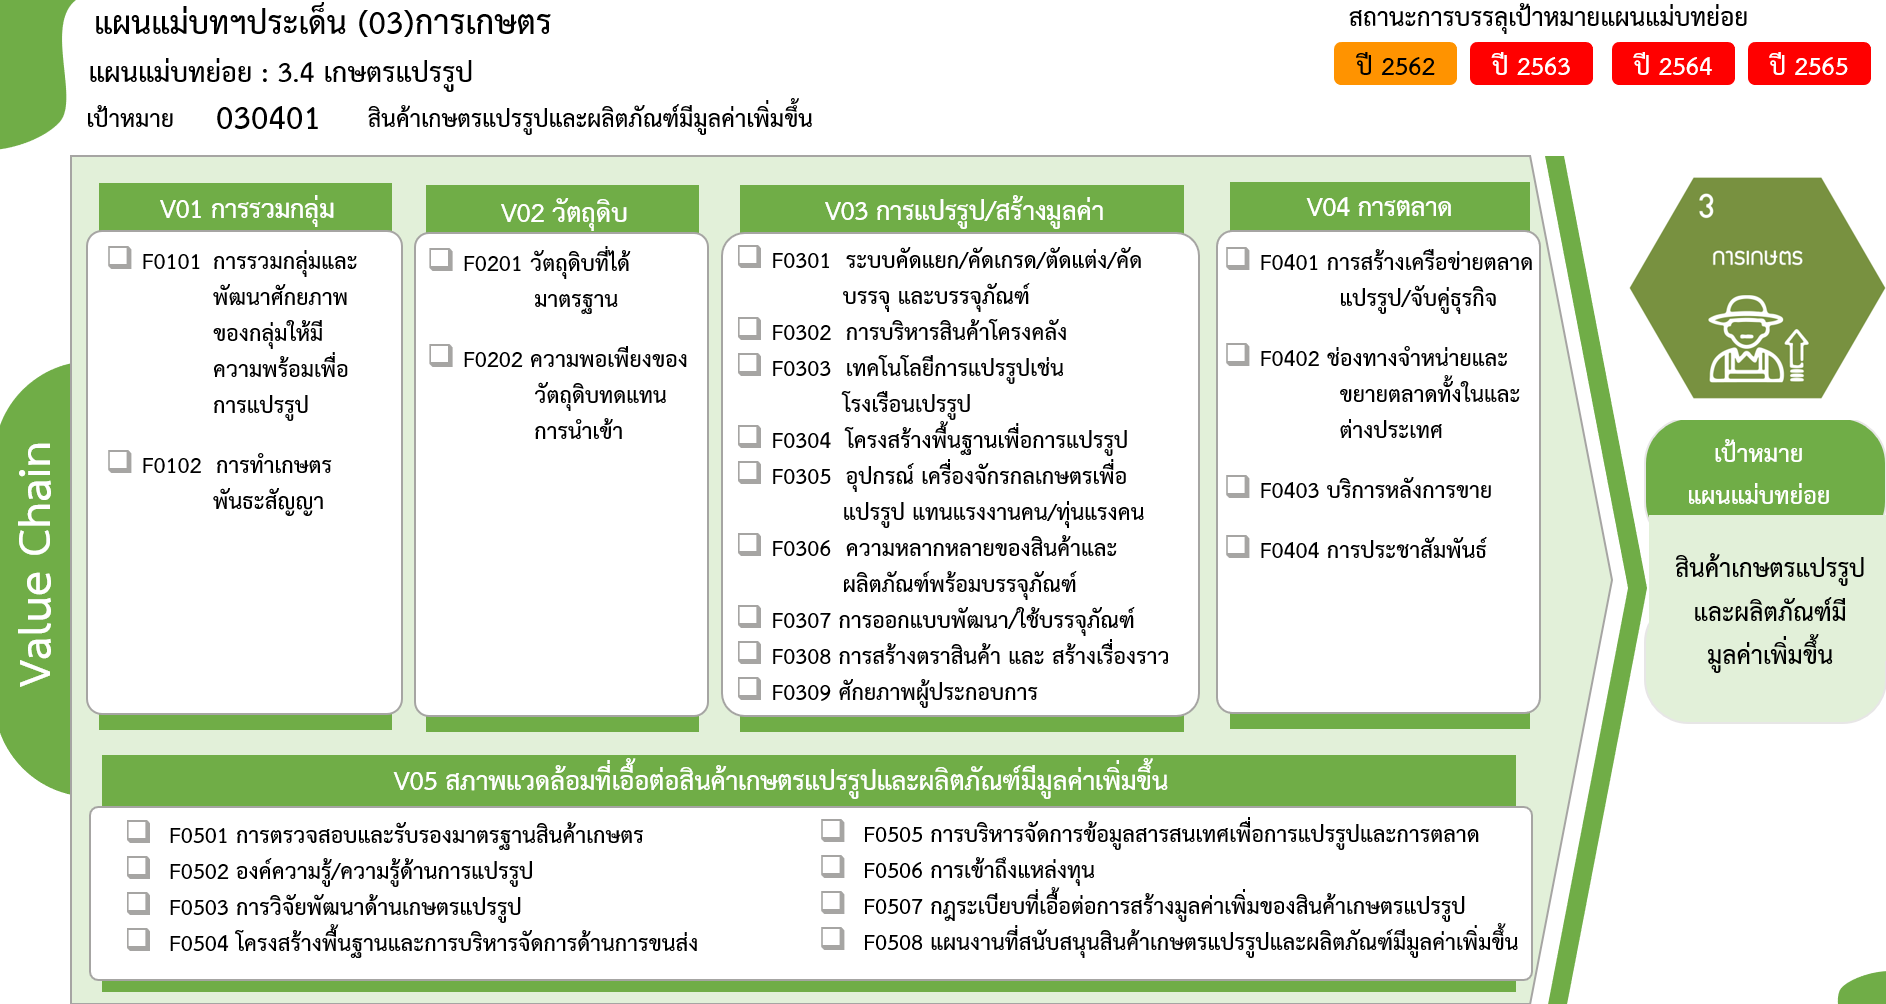 แผนแม่บทฯประเด็น (03)การเกษตร
แผนแม่บทย่อย : 3.4 เกษตรแปรรูป
เป้าหมาย 030401 สินค้าเกษตรแปรรูปและผลิตภัณฑ์มีมูลค่าเพิ่มขึ้น
สถานะการบรรลุเป้าหมายแผนแม่บทย่อย
ปี 2562 ปี 2563 ปี 2564 ปี 2565
Value Chain
V01 การรวมกลุ่ม
F0101 การรวมกลุ่มและ
พัฒนาศักยภาพ
ของกลุ่มให้มี
ความพร้อมเพื่อ
การแปรรูป
F0102 การทำเกษตร
พันธะสัญญา
V02 วัตถุดิบ
F0201 วัตถุดิบที่ได้
มาตรฐาน
F0202 ความพอเพียงของ
วัตถุดิบทดแทน
การนำเข้า
V03 การแปรรูป/สร้างมูลค่า
F0301 ระบบคัดแยก/คัดเกรด/ตัดแต่ง/คัด
บรรจุ และบรรจุภัณฑ์
F0302 การบริหารสินค้าโครงคลัง
F0303 เทคโนโลยีการแปรรูปเช่น
โรงเรือนเปรรูป
F0304 โครงสร้างพื้นฐานเพื่อการแปรรูป
F0305 อุปกรณ์ เครื่องจักรกลเกษตรเพื่อ
แปรรูป แทนแรงงานคน/ทุ่นแรงคน
F0306 ความหลากหลายของสินค้าและ
ผลิตภัณฑ์พร้อมบรรจุภัณฑ์
F0307 การออกแบบพัฒนา/ใช้บรรจุภัณฑ์
F0308 การสร้างตราสินค้า และ สร้างเรื่องราว
F0309 ศักยภาพผู้ประกอบการ
V04 การตลาด
F0401 การสร้างเครือข่ายตลาด
แปรรูป/จับคู่ธุรกิจ
F0402 ช่องทางจำหน่ายและ
ขยายตลาดทั้งในและ
ต่างประเทศ
F0403 บริการหลังการขาย
F0404 การประชาสัมพันธ์
V05 สภาพแวดล้อมที่เอื้อต่อสินค้าเกษตรแปรรูปและผลิตภัณฑ์มีมูลค่าเพิ่มขึ้น
F0501 การตรวจสอบและรับรองมาตรฐานสินค้าเกษตร
F0502 องค์ความรู้/ความรู้ด้านการแปรรูป
F0503 การวิจัยพัฒนาด้านเกษตรแปรรูป
F0504 โครงสร้างพื้นฐานและการบริหารจัดการด้านการขนส่ง
F0505 การบริหารจัดการข้อมูลสารสนเทศเพื่อการแปรรูปและการตลาด
F0506 การเข้าถึงแหล่งทุน
F0507 กฎระเบียบที่เอื้อต่อการสร้างมูลค่าเพิ่มของสินค้าเกษตรแปรรูป
F0508 แผนงานที่สนับสนุนสินค้าเกษตรแปรรูปและผลิตภัณฑ์มีมูลค่าเพิ่มขึ้น
3
การเกษตร
เป้าหมาย
แผนแม่บทย่อย
สินค้าเกษตรแปรรูป
และผลิตภัณฑ์มี
มูลค่าเพิ่มขึ้น